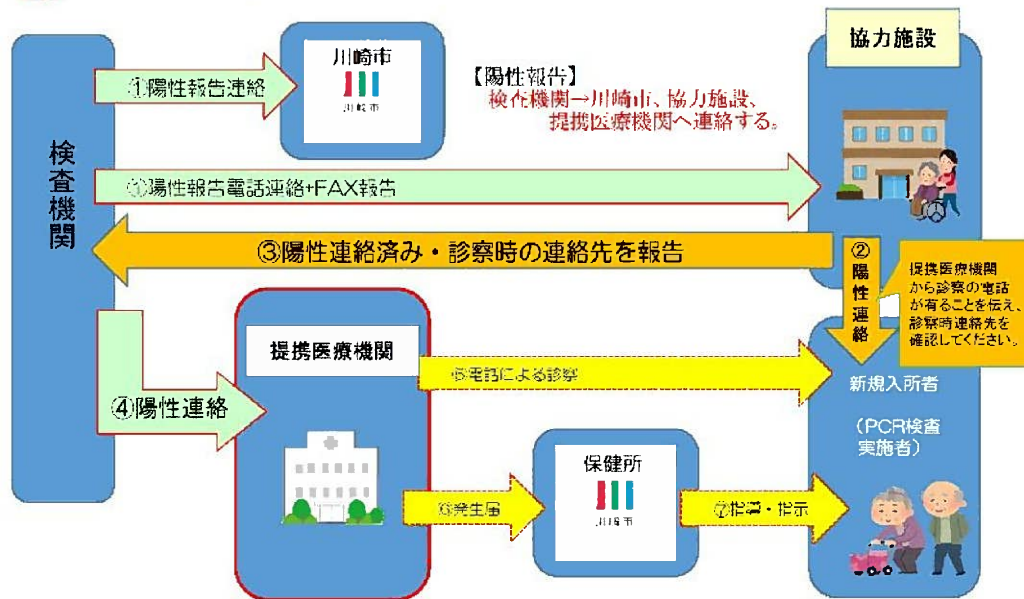 検査機関
①陽性報告連絡
川崎市
川崎市
【陽性報告】
検査機関→川崎市、協力施設、
提携医療機関へ連絡する。
協力施設
①陽性報告電話連絡+FAX報告
③陽性連絡済み・診察時の連絡先を報告
②陽性連絡
提携医療機関
から診察の電話
が有ることを伝え、
診察時連絡先を
確認してください。
④陽性連絡
提携医療機関
⑤電話による診察
新規入所者
（PCR検査
実施者）
⑥発生届
保健所
川崎市
⑦指導・指示